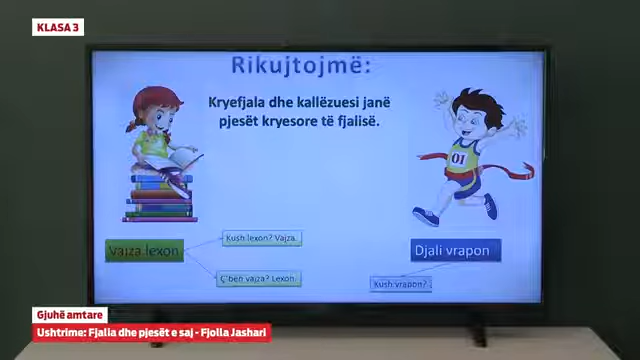 KLASA 3
Rikujtojmë:
Kryefjala dhe kallëzuesi janë
pjesët kryesore të fjalisë.
01
Kush lexon? Vajza.
Vajza lexon
Djali vrapon
Ç'bën vajza? Lexon.
Kush vrapon?
Gjuhë amtare
Ushtrime: Fjalia dhe pjesët e saj - Fjolla Jashari